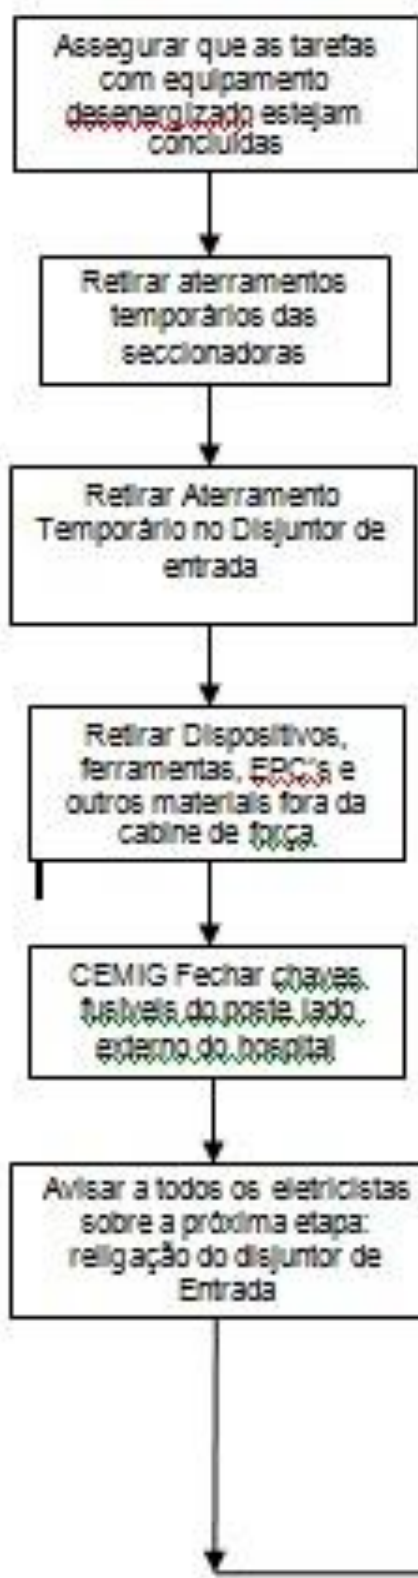 Assegurar que as tarefas
com equipamento
desenergizado estejam
concluídas
Retirar aterramentos
temporários das
seccionadoras
Retirar Aterramento
Temporário no Disjuntor de
entrada
Retirar Dispositivos,
ferramentas, EPC's e
outros materiais fora da
cabine de força
CEMIG Fechar chaves
fusíveis do poste lado
externo do hospital
Avisar a todos os eletricistas
sobre a próxima etapa:
religação do disjuntor de
Entrada